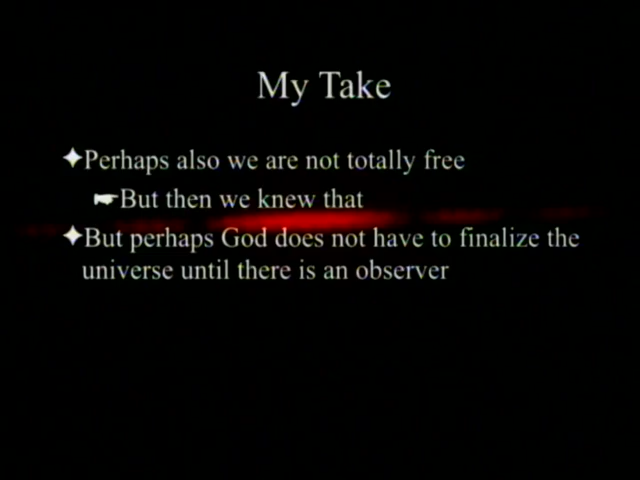 My Take
Perhaps also we are not totally free
But then we knew that
But perhaps God does not have to finalize the
universe until there is an observer